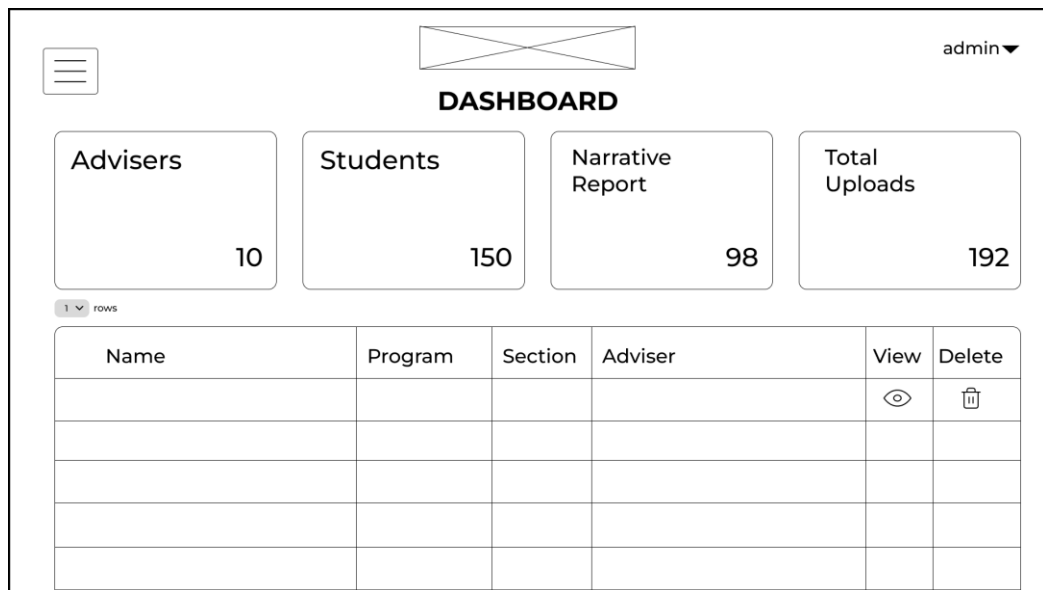 admin
DASHBOARD
Advisers
10
Students
150
Narrative
Report
98
Total
Uploads
192
1 rows
Name Program Section Adviser View Delete